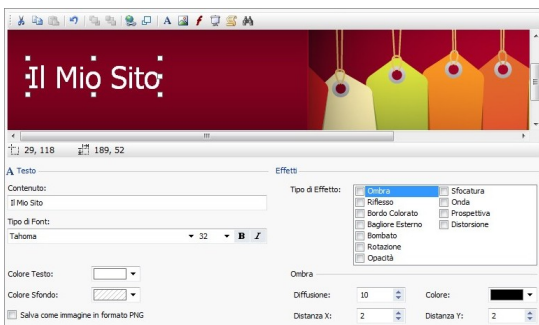 A f
Il Mio Sito
29, 118 189, 52
A Testo
Contenuto:
Il Mio Sito
Tipo di Font:
Tahoma 32 B I
Colore Testo:
Colore Sfondo:
Salva come immagine in formato PNG
Effetti
Tipo di Effetto:
Ombra Sfocatura
Riflesso Onda
Bordo Colorato Prospettiva
Bagliore Esterno Distorsione
Bombato
Rotazione
Opacità
Ombra
Diffusione: 10 Colore:
Distanza X: 2 Distanza Y: 2